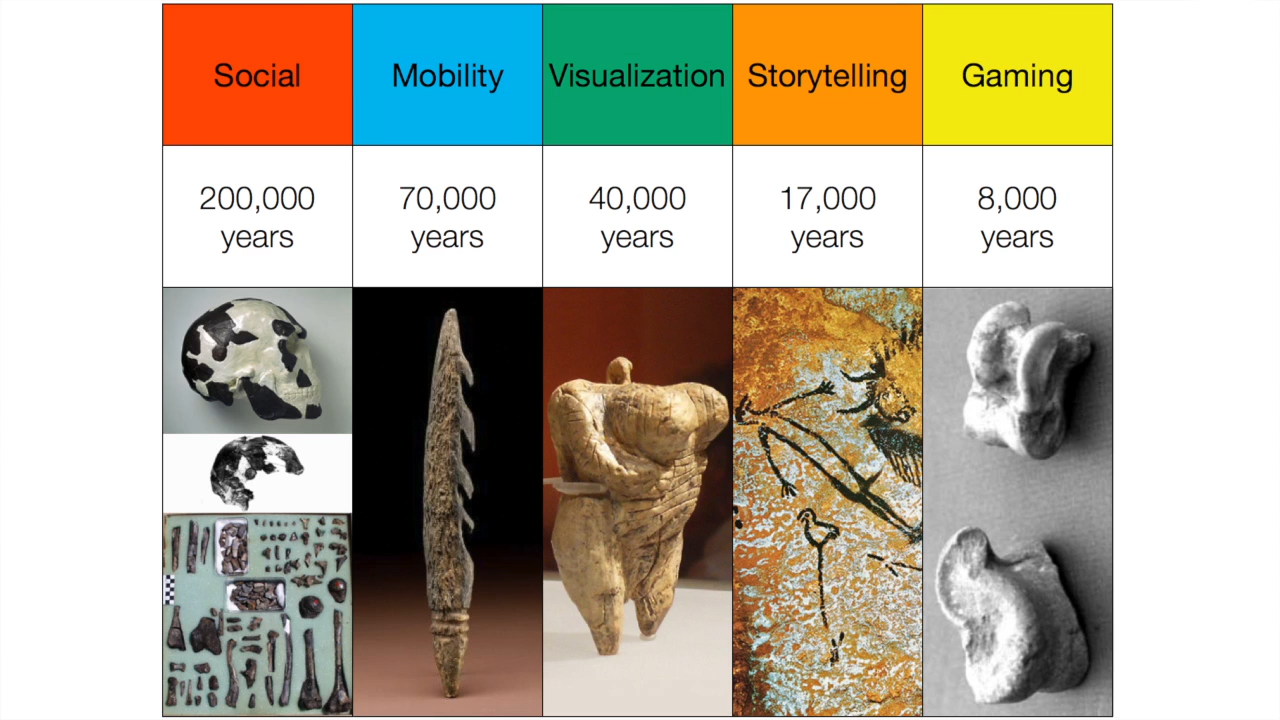 Social
Mobility
Visualization
Storytelling
Gaming
200,000
years
70,000
years
40,000
years
17,000
years
8,000
years